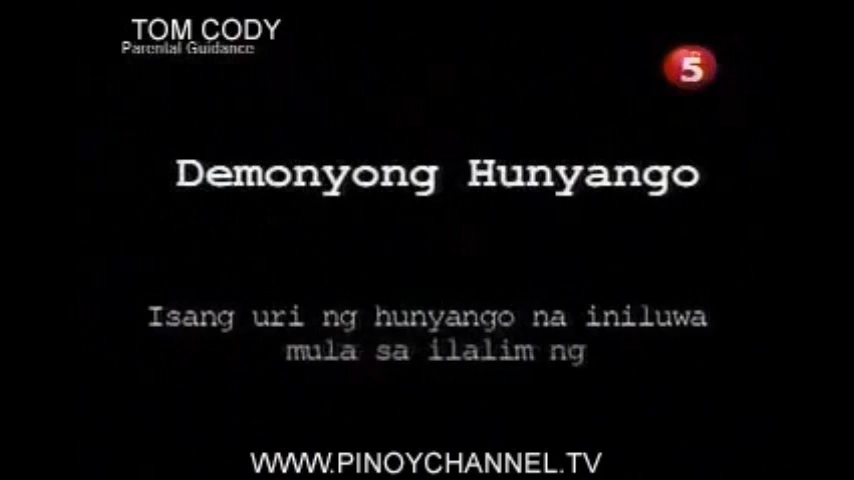 TOM CODY
Parental Guidance
5
Demonyong Hunyango
Isang uri ng hunyango na iniluwa
mula sa ilalim ng
WWW.PINOYCHANNEL.TV